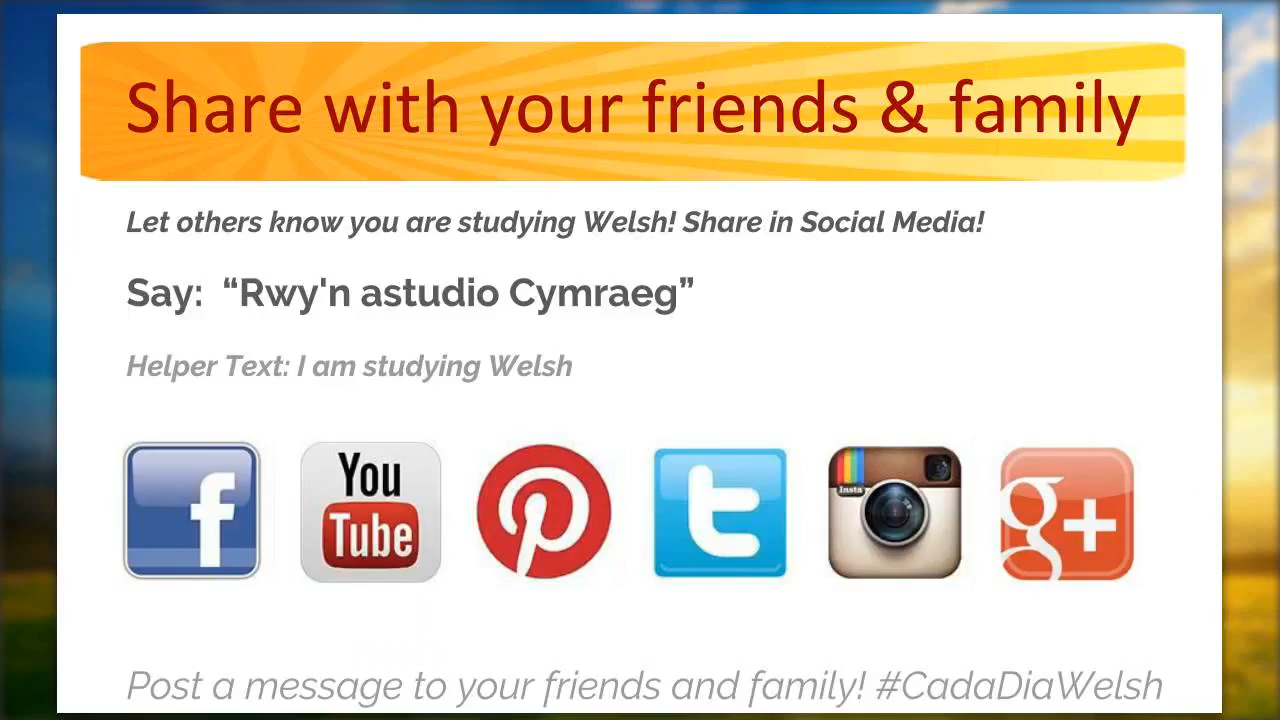 Share with your friends & family
Let others know you are studying Welsh! Share in Social Media!
Say: “Rwy'n astudio Cymraeg”
Helper Text: I am studying Welsh
f
You
Tube
Insta
g+
Post a message to your friends and family! #CadaDiaWelsh